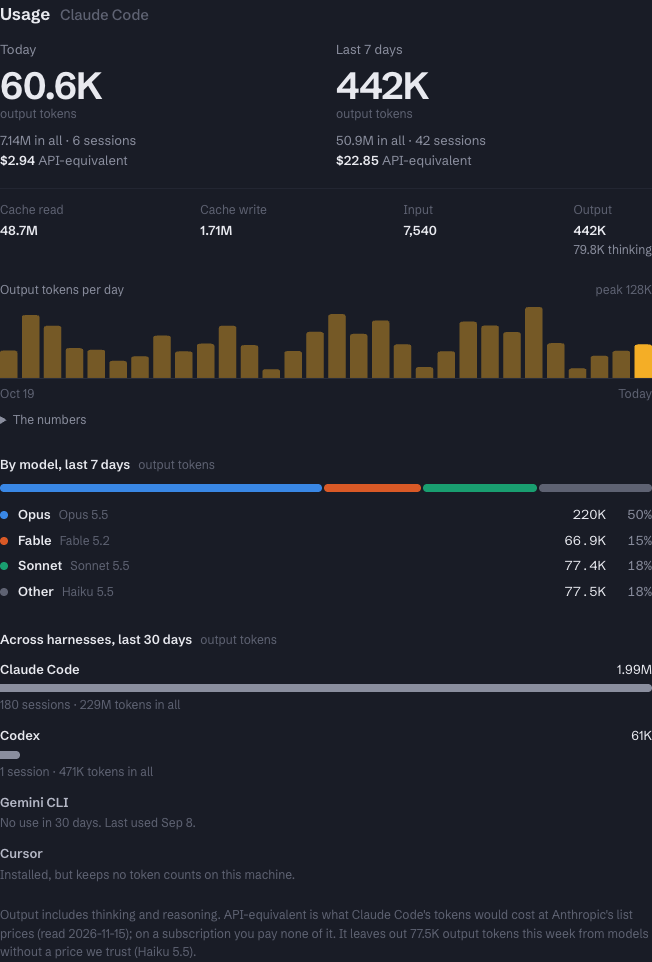 Usage Claude Code
Today Last 7 days
60.6K 442K
output tokens output tokens
7.14M in all · 6 sessions 50.9M in all · 42 sessions
$2.94 API-equivalent $22.85 API-equivalent
Cache read Cache write Input Output
48.7M 1.71M 7,540 442K
79.8K thinking
Output tokens per day peak 128K
Oct 19 Today
The numbers
By model, last 7 days output tokens
Opus Opus 5.5 220K 50%
Fable Fable 5.2 66.9K 15%
Sonnet Sonnet 5.5 77.4K 18%
Other Haiku 5.5 77.5K 18%
Across harnesses, last 30 days output tokens
Claude Code 1.99M
180 sessions · 229M tokens in all
Codex 61K
1 session · 471K tokens in all
Gemini CLI
No use in 30 days. Last used Sep 8.
Cursor
Installed, but keeps no token counts on this machine.
Output includes thinking and reasoning. API-equivalent is what Claude Code's tokens would cost at Anthropic's list
prices (read 2026-11-15); on a subscription you pay none of it. It leaves out 77.5K output tokens this week from models
without a price we trust (Haiku 5.5).